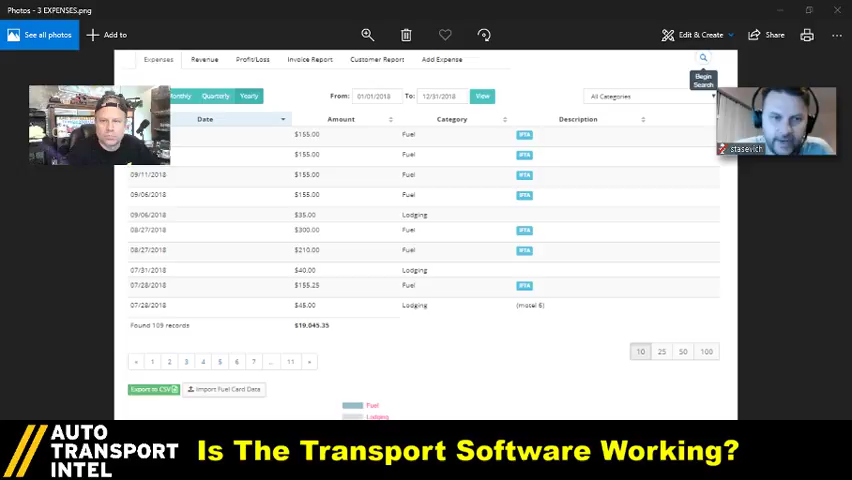 Photos - 3 EXPENSES.png
See all photos
Add to
Edit & Create
Share
Expenses
Revenue
Profit/Loss
Invoice Report
Customer Report
Add Expense
Begin
Search
Monthly
Quarterly
Yearly
From:
01/01/2018
To:
12/31/2018
View
All Categories
stasevich
Date
Amount
Category
Description
$155.00
Fuel
IFTA
$155.00
Fuel
IFTA
09/11/2018
$155.00
Fuel
IFTA
09/06/2018
$155.00
Fuel
IFTA
09/06/2018
$35.00
Lodging
08/27/2018
$300.00
Fuel
IFTA
08/27/2018
$210.00
Fuel
IFTA
07/31/2018
$40.00
Lodging
07/28/2018
$155.25
Fuel
IFTA
07/28/2018
$45.00
Lodging
(motel 6)
Found 109 records
$19,045.35
10
25
50
100
« 1 2 3 4 5 6 7 ... 11 »
Export to CSV
Import Fuel Card Data
Fuel
Lodging
AUTO
TRANSPORT
INTEL
Is The Transport Software Working?